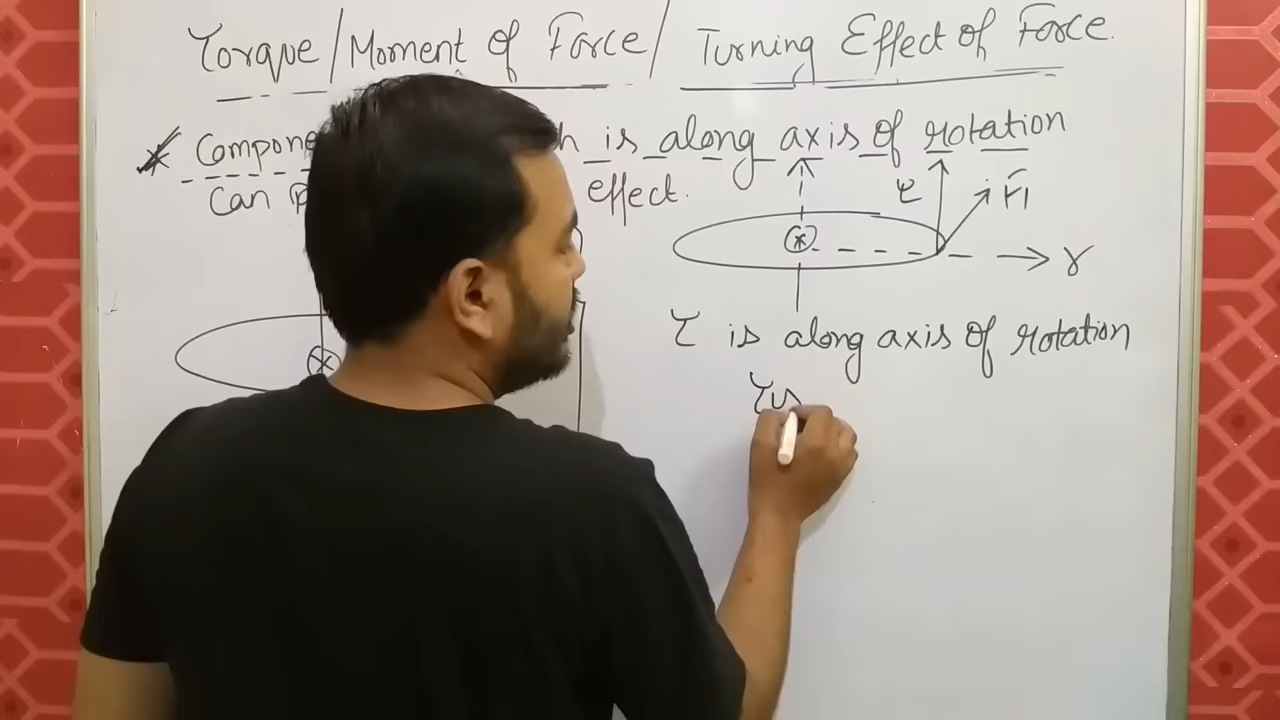 Torque/Moment of Force/ Turning Effect of Force.
* Compone h is along axis of rotation
Can p effect.
τ F1
r
τ is along axis of rotation